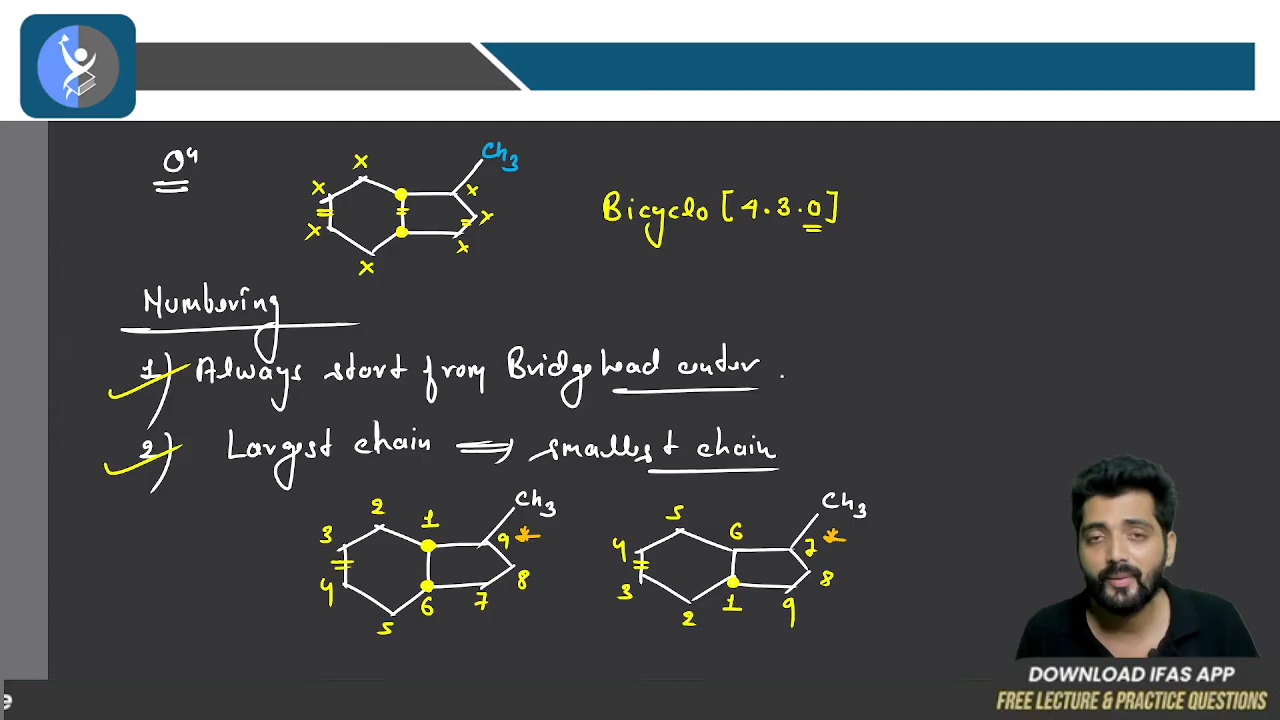 Q4
CH3
x
x x
x x
x x
x
Bicyclo [4.3.0]
Numbering
1) Always start from Bridgehead center.
2) Largest chain ⇒ smallest chain
CH3
2 1
3 9
4 8
5 6 7
CH3
5 6
4 7
3 8
2 1 9
DOWNLOAD IFAS APP
FREE LECTURE & PRACTICE QUESTIONS
e